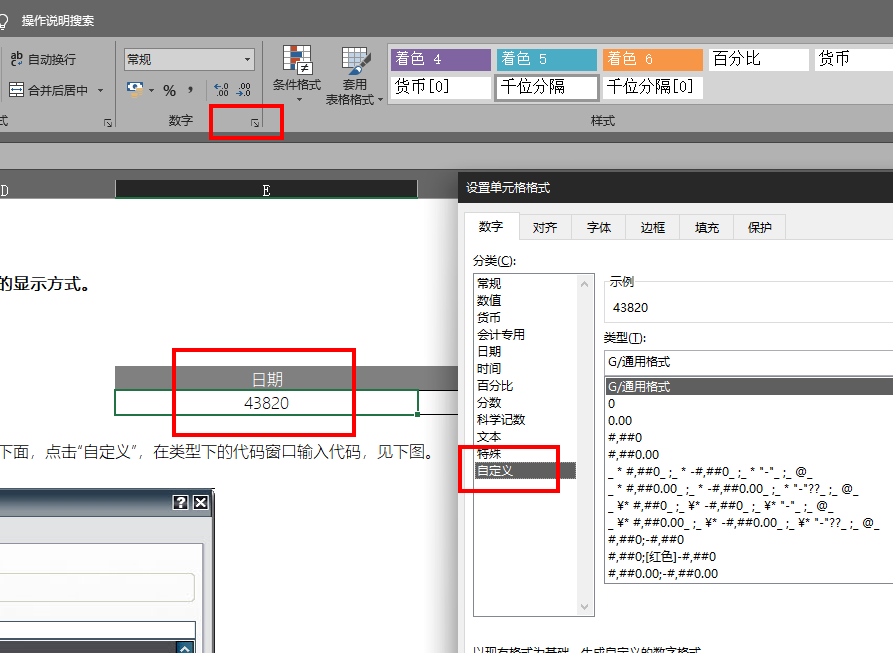 操作说明搜索
ab 自动换行
常规
合并后居中
% ,
条件格式
套用
表格格式
着色 4
着色 5
着色 6
百分比
货币
货币[0]
千位分隔
千位分隔[0]
式
数字
样式
D
E
的显示方式。
日期
43820
下面，点击“自定义”，在类型下的代码窗口输入代码，见下图。
设置单元格格式
数字
对齐
字体
边框
填充
保护
分类(C):
常规
数值
货币
会计专用
日期
时间
百分比
分数
科学记数
文本
特殊
自定义
示例
43820
类型(T):
G/通用格式
G/通用格式
0
0.00
#,##0
#,##0.00
_ * #,##0_ ;_ * -#,##0_ ;_ * "-"_ ;_ @_
_ * #,##0.00_ ;_ * -#,##0.00_ ;_ * "-"??_ ;_ @_
_ ¥* #,##0_ ;_ ¥* -#,##0_ ;_ ¥* "-"_ ;_ @_
_ ¥* #,##0.00_ ;_ ¥* -#,##0.00_ ;_ ¥* "-"??_ ;_ @_
#,##0;-#,##0
#,##0;[红色]-#,##0
#,##0.00;-#,##0.00
以现有格式为基础，生成自定义的数字格式